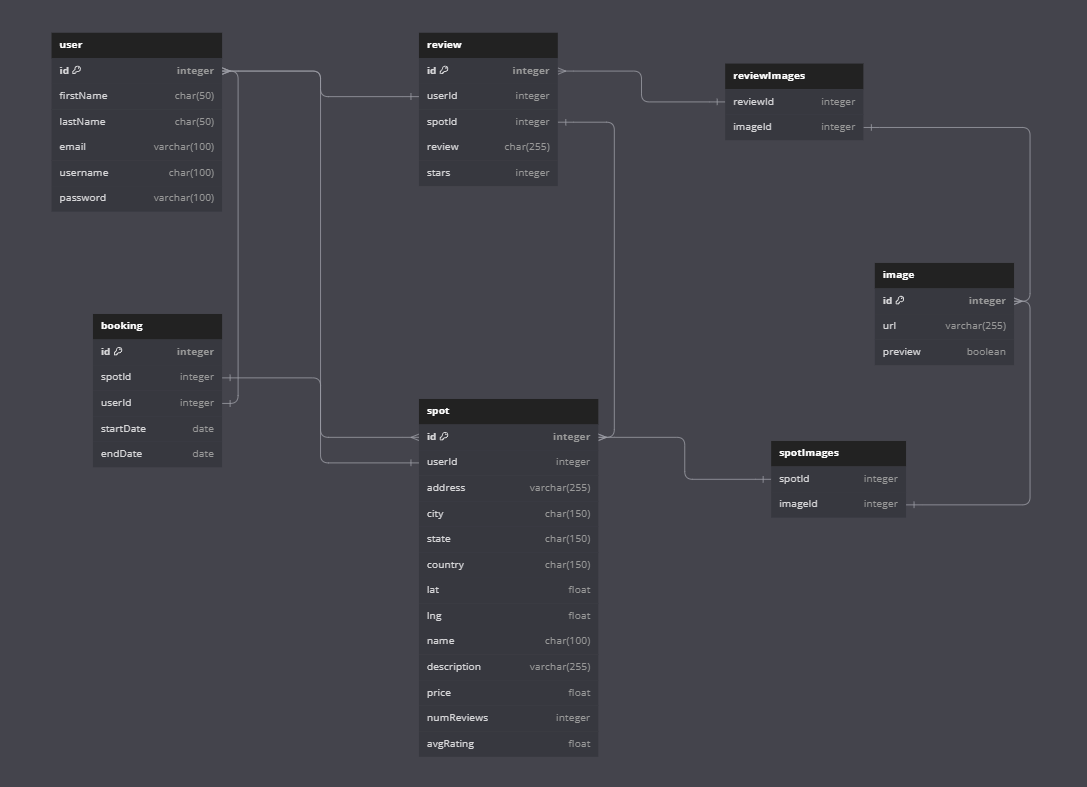 user
id integer
firstName char(50)
lastName char(50)
email varchar(100)
username char(100)
password varchar(100)
review
id integer
userId integer
spotId integer
review char(255)
stars integer
reviewImages
reviewId integer
imageId integer
image
id integer
url varchar(255)
preview boolean
booking
id integer
spotId integer
userId integer
startDate date
endDate date
spot
id integer
userId integer
address varchar(255)
city char(150)
state char(150)
country char(150)
lat float
lng float
name char(100)
description varchar(255)
price float
numReviews integer
avgRating float
spotImages
spotId integer
imageId integer